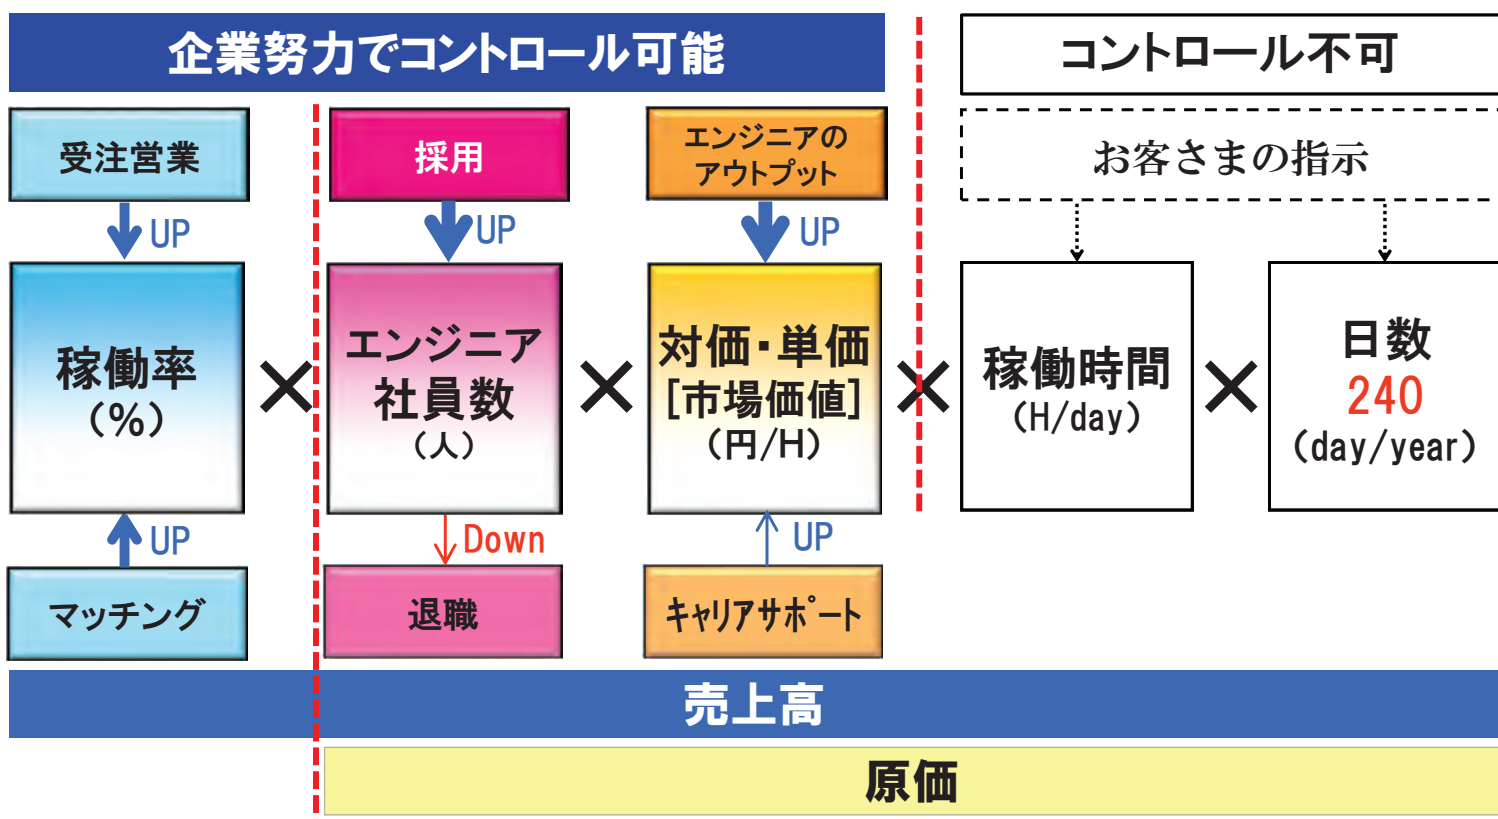 企業努力でコントロール可能
コントロール不可
受注営業
採用
エンジニアの
アウトプット
お客さまの指示
UP
UP
UP
稼働率
(%)
×
エンジニア
社員数
(人)
×
対価・単価
[市場価値]
(円/H)
×
稼働時間
(H/day)
×
日数
240
(day/year)
UP
Down
UP
マッチング
退職
キャリアサポート
売上高
原価